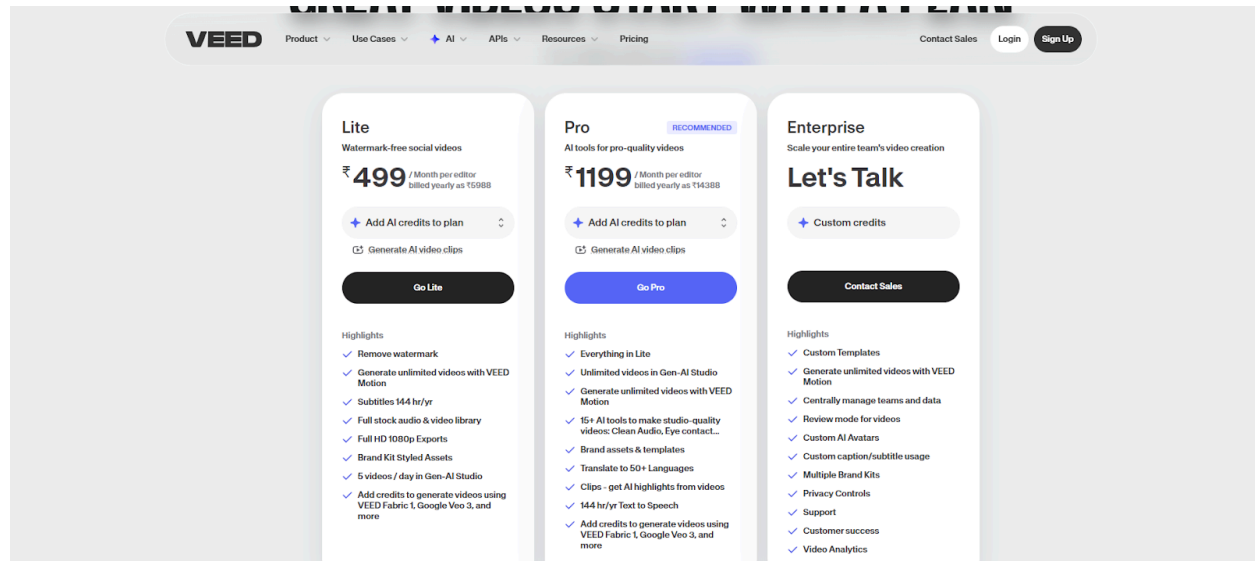 GREAT VIDEOS START WITH A PLAN
VEED
Product
Use Cases
AI
APIs
Resources
Pricing
Contact Sales
Login
Sign Up
Lite
Watermark-free social videos
₹499 / Month per editor
billed yearly as ₹5988
Add AI credits to plan
Generate AI video clips
Go Lite
Highlights
Remove watermark
Generate unlimited videos with VEED
Motion
Subtitles 144 hr/yr
Full stock audio & video library
Full HD 1080p Exports
Brand Kit Styled Assets
5 videos / day in Gen-AI Studio
Add credits to generate videos using
VEED Fabric 1, Google Veo 3, and
more
Pro
RECOMMENDED
AI tools for pro-quality videos
₹1199 / Month per editor
billed yearly as ₹14388
Add AI credits to plan
Generate AI video clips
Go Pro
Highlights
Everything in Lite
Unlimited videos in Gen-AI Studio
Generate unlimited videos with VEED
Motion
15+ AI tools to make studio-quality
videos: Clean Audio, Eye contact...
Brand assets & templates
Translate to 50+ Languages
Clips - get AI highlights from videos
144 hr/yr Text to Speech
Add credits to generate videos using
VEED Fabric 1, Google Veo 3, and
more
Enterprise
Scale your entire team's video creation
Let's Talk
Custom credits
Contact Sales
Highlights
Custom Templates
Generate unlimited videos with VEED
Motion
Centrally manage teams and data
Review mode for videos
Custom AI Avatars
Custom caption/subtitle usage
Multiple Brand Kits
Privacy Controls
Support
Customer success
Video Analytics